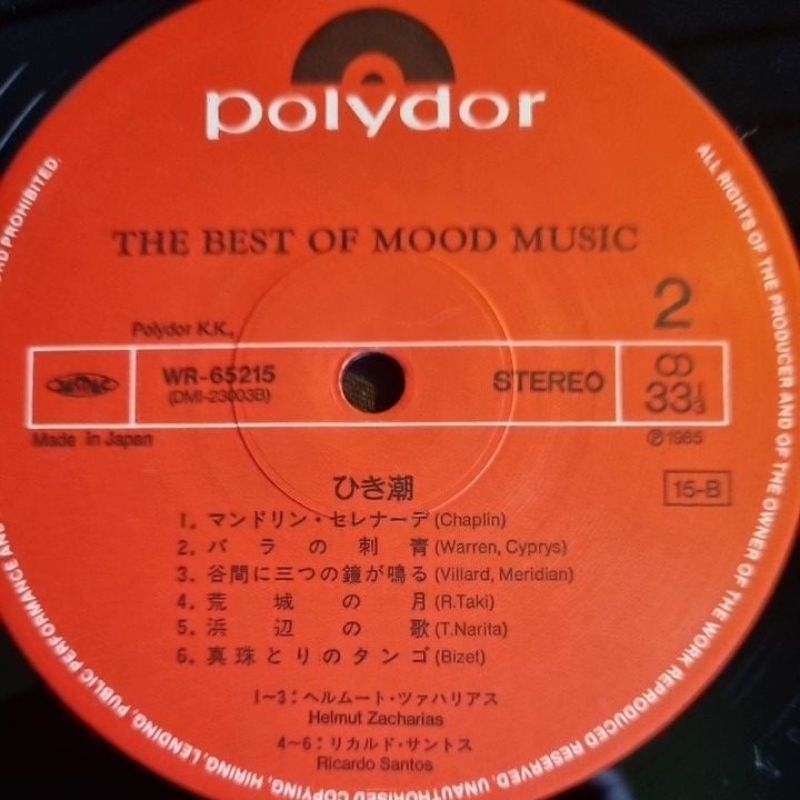 polydor
THE BEST OF MOOD MUSIC
2
Polydor K.K.,
WR-65215
(DMI-23003B)
STEREO
33⅓
Made in Japan
Ⓟ1985
ひき潮
15-B
1. マンドリン・セレナーデ (Chaplin)
2. バラの刺青 (Warren, Cyprys)
3. 谷間に三つの鐘が鳴る (Villard, Meridian)
4. 荒城の月 (R.Taki)
5. 浜辺の歌 (T.Narita)
6. 真珠とりのタンゴ (Bizet)
1〜3：ヘルムート・ツァハリアス
Helmut Zacharias
4〜6：リカルド・サントス
Ricardo Santos
ALL RIGHTS OF THE PRODUCER AND OF THE OWNER OF THE WORK REPRODUCED RESERVED. UNAUTHORISED COPYING, HIRING, LENDING, PUBLIC PERFORMANCE AND
RD PROHIBITED.